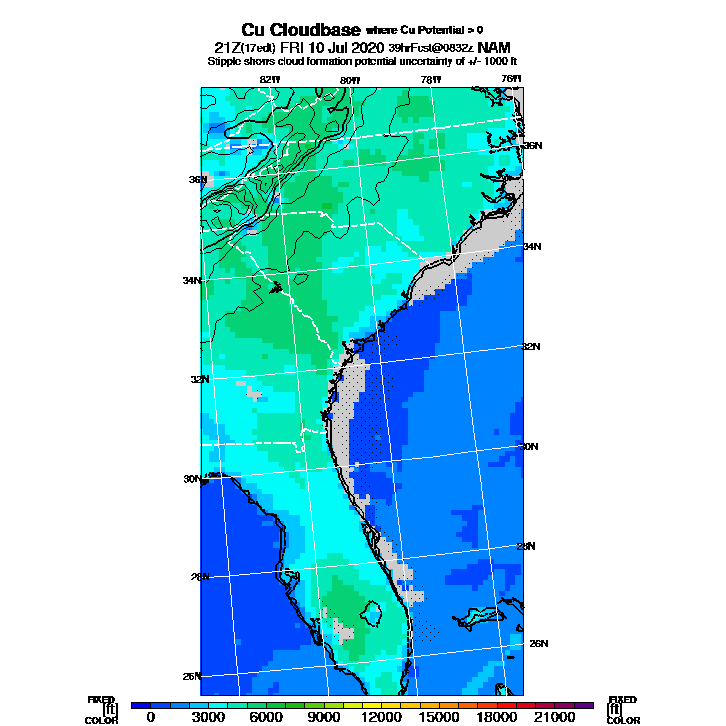 Cu Cloudbase where Cu Potential > 0
21Z(17edt) FRI 10 Jul 2020 39hrFcst@0832z NAM
Stipple shows cloud formation potential uncertainty of +/- 1000 ft
82W 80W 78W 76W
36N
36N
34N
34N
32N
32N
30N
30N
28N
28N
26N
26N
FIXED FIXED
[ft] [ft]
COLOR 0 3000 6000 9000 12000 15000 18000 21000 COLOR